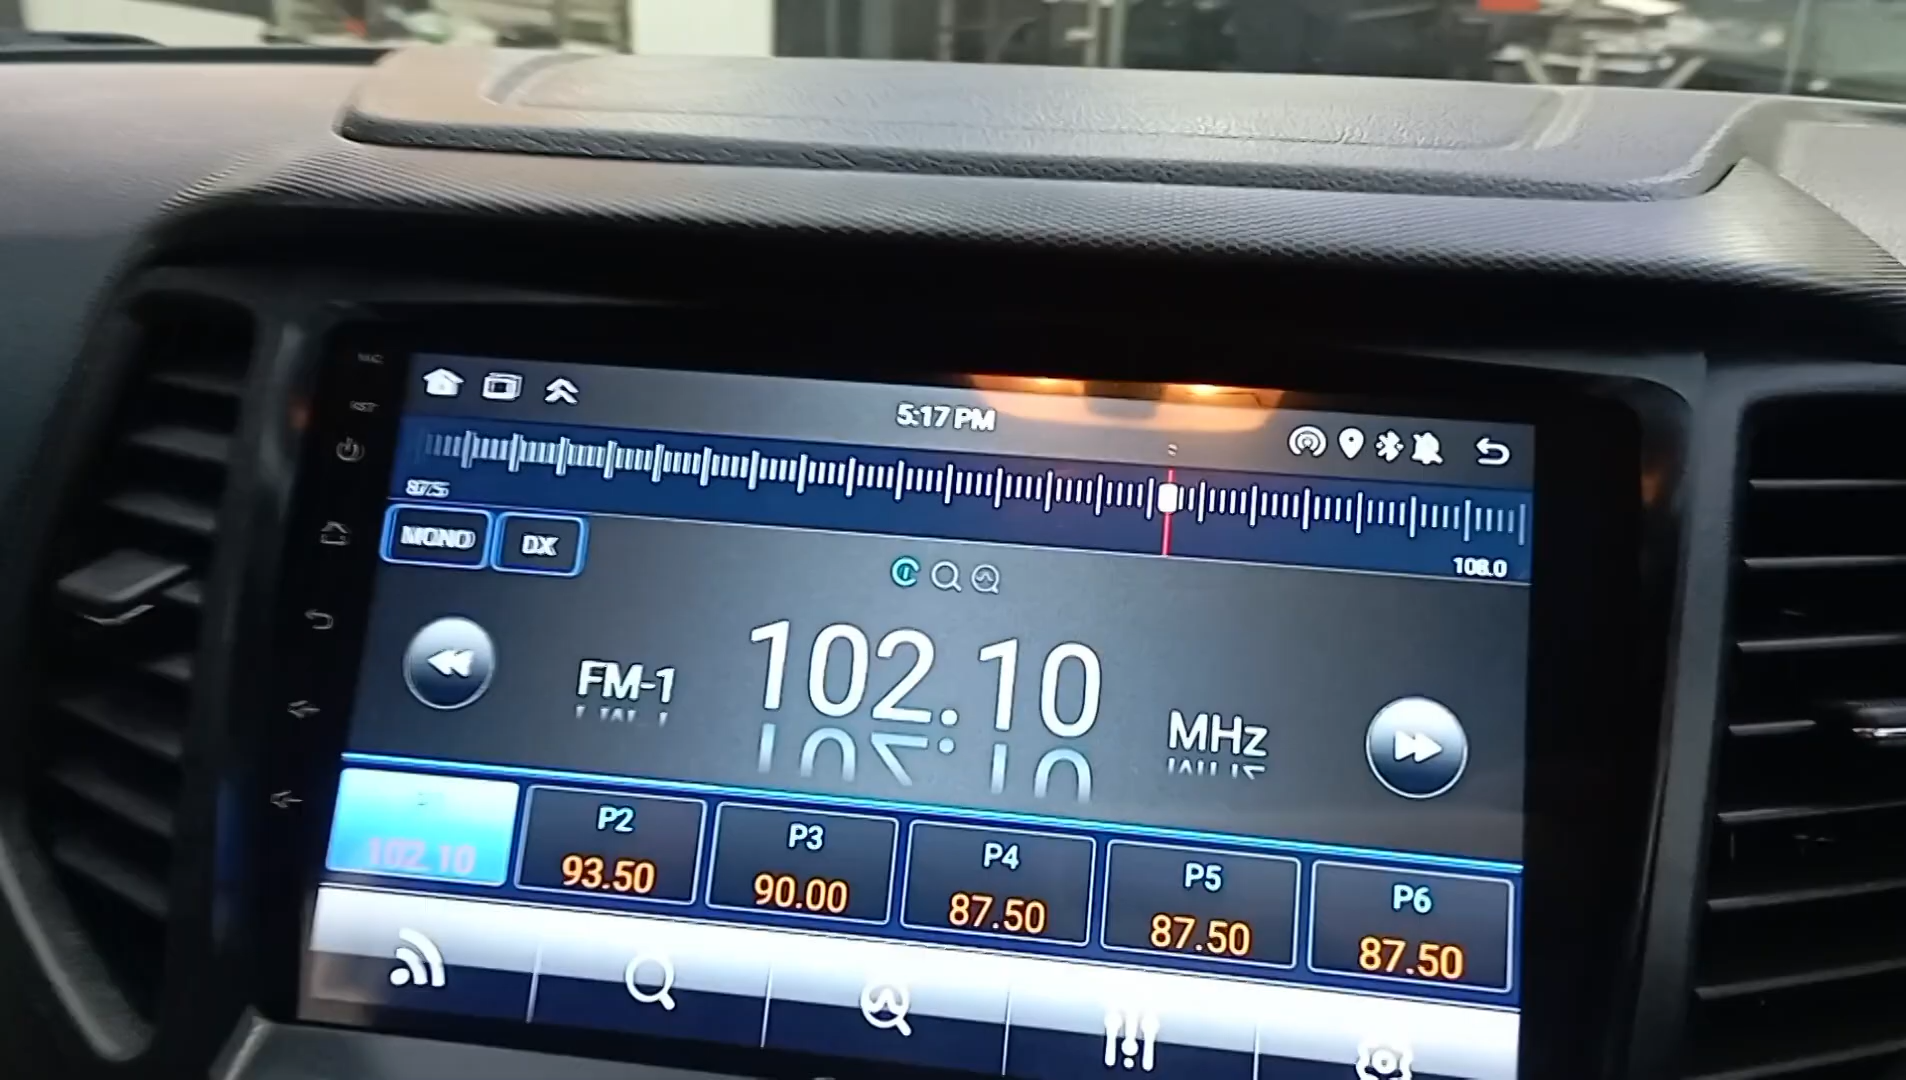 5:17 PM
87.5
108.0
MONO DX
FM-1 102.10 MHz
102.10
P2
93.50
P3
90.00
P4
87.50
P5
87.50
P6
87.50
RST